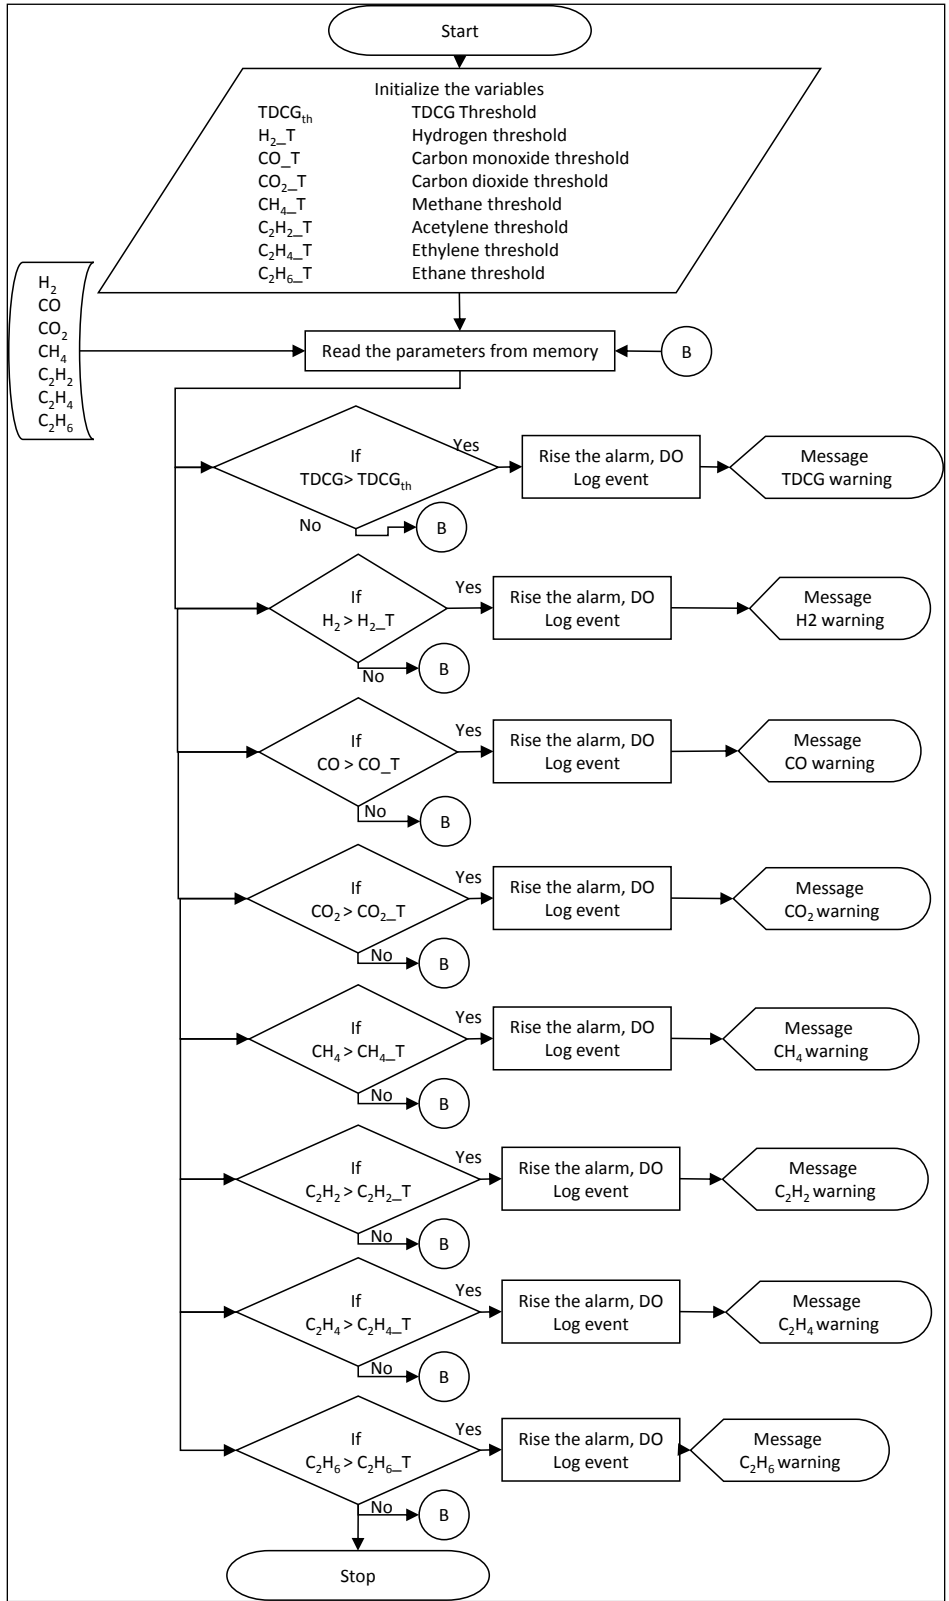 Start
Initialize the variables
TDCGth TDCG Threshold
H2_T Hydrogen threshold
CO_T Carbon monoxide threshold
CO2_T Carbon dioxide threshold
CH4_T Methane threshold
C2H2_T Acetylene threshold
C2H4_T Ethylene threshold
C2H6_T Ethane threshold
H2
CO
CO2
CH4
C2H2
C2H4
C2H6
Read the parameters from memory
B
If
TDCG> TDCGth
Yes
Rise the alarm, DO
Log event
Message
TDCG warning
No
B
If
H2 > H2_T
Yes
Rise the alarm, DO
Log event
Message
H2 warning
No
B
If
CO > CO_T
Yes
Rise the alarm, DO
Log event
Message
CO warning
No
B
If
CO2 > CO2_T
Yes
Rise the alarm, DO
Log event
Message
CO2 warning
No
B
If
CH4 > CH4_T
Yes
Rise the alarm, DO
Log event
Message
CH4 warning
No
B
If
C2H2 > C2H2_T
Yes
Rise the alarm, DO
Log event
Message
C2H2 warning
No
B
If
C2H4 > C2H4_T
Yes
Rise the alarm, DO
Log event
Message
C2H4 warning
No
B
If
C2H6 > C2H6_T
Yes
Rise the alarm, DO
Log event
Message
C2H6 warning
No
B
Stop